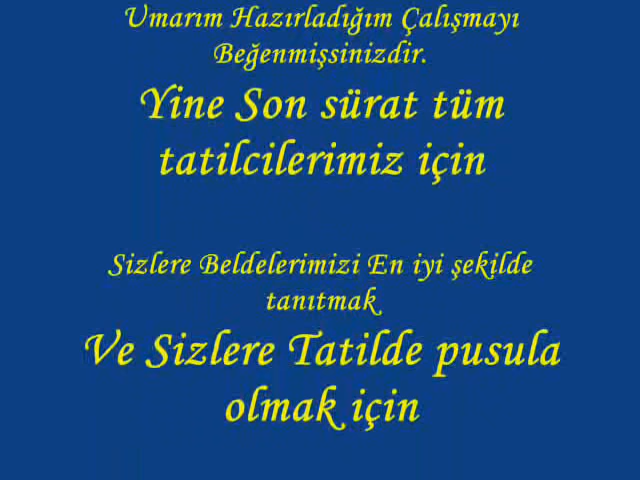 Umarım Hazırladığım Çalışmayı
Beğenmişsinizdir.
Yine Son sürat tüm
tatilcilerimiz için
Sizlere Beldelerimizi En iyi şekilde
tanıtmak
Ve Sizlere Tatilde pusula
olmak için